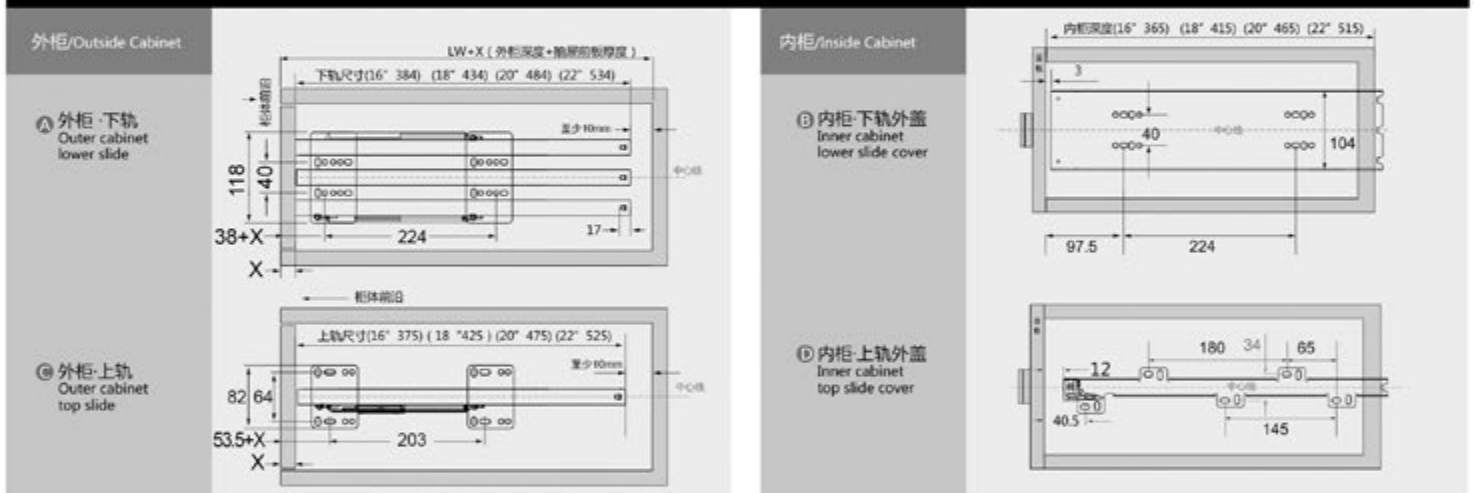 外柜/Outside Cabinet
LW+X ( 外柜深度+抽屉前板厚度 )
下轨尺寸(16" 384) (18" 434) (20" 484) (22" 534)
柜体前沿
A 外柜·下轨
Outer cabinet
lower slide
至少10mm
中心线
118
40
17
38+X
224
X
柜体前沿
上轨尺寸(16" 375) ( 18 "425 ) (20" 475) (22" 525)
C 外柜·上轨
Outer cabinet
top slide
至少10mm
中心线
82
64
53.5+X
203
X
内柜/Inside Cabinet
内柜深度(16" 365) (18" 415) (20" 465) (22" 515)
3
B 内柜·下轨外盖
Inner cabinet
lower slide cover
40
中心线
104
97.5
224
D 内柜·上轨外盖
Inner cabinet
top slide cover
180
34
65
12
中心线
40.5
145